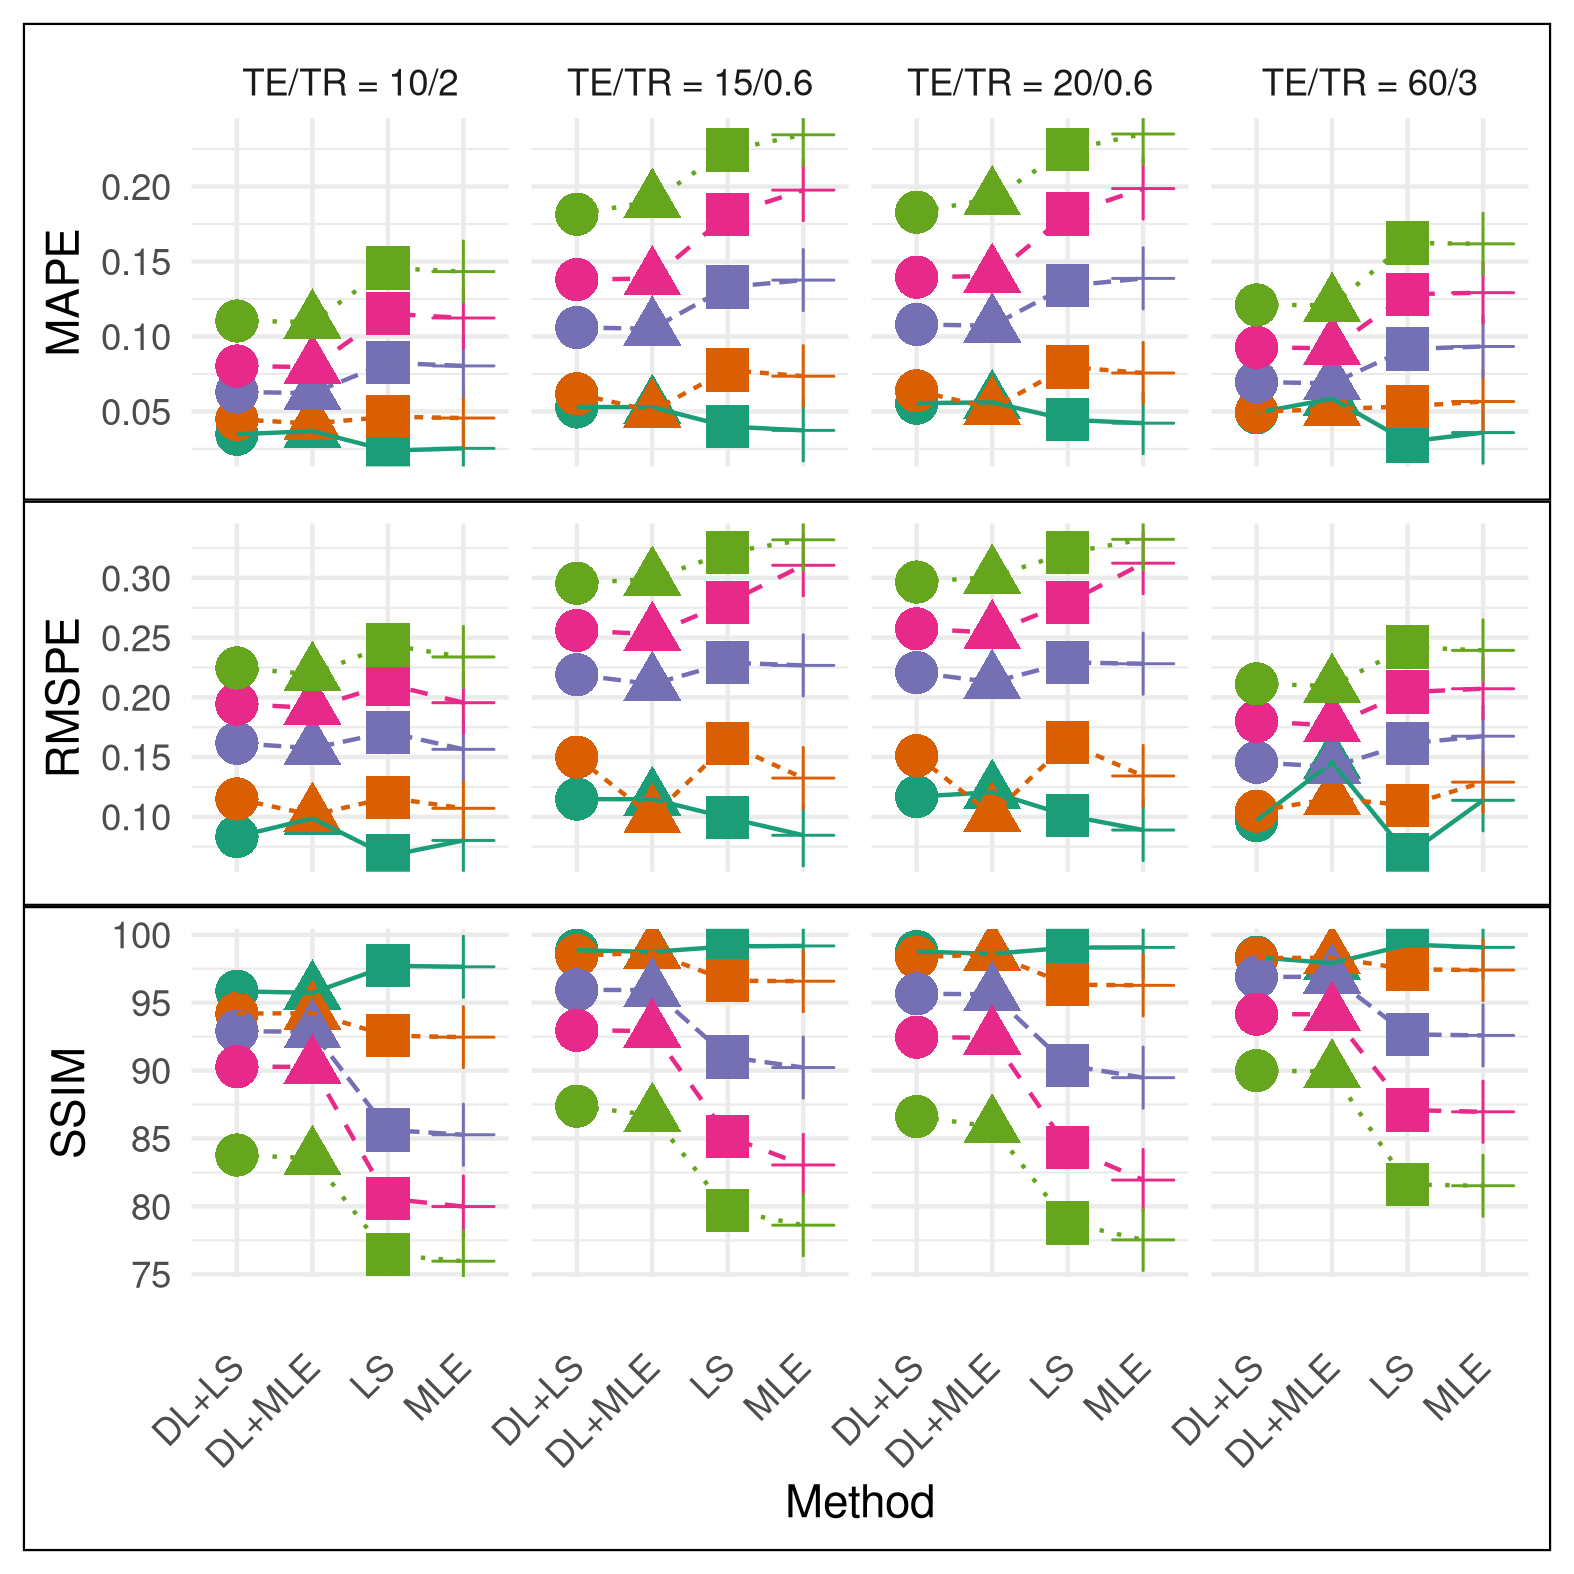 TE/TR = 10/2 TE/TR = 15/0.6 TE/TR = 20/0.6 TE/TR = 60/3
MAPE
0.20
0.15
0.10
0.05
RMSPE
0.30
0.25
0.20
0.15
0.10
SSIM
100
95
90
85
80
75
DL+LS DL+MLE LS MLE DL+LS DL+MLE LS MLE DL+LS DL+MLE LS MLE DL+LS DL+MLE LS MLE
Method